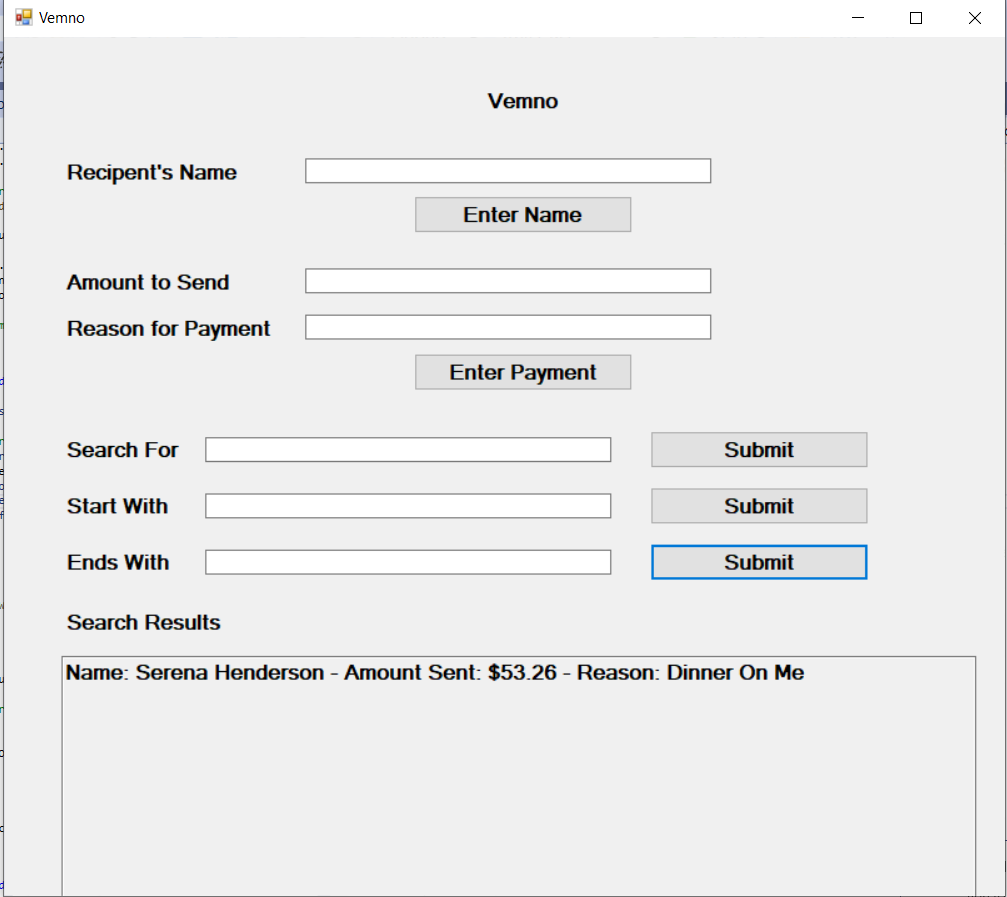 Vemno
Vemno
Recipent's Name
Enter Name
Amount to Send
Reason for Payment
Enter Payment
Search For Submit
Start With Submit
Ends With Submit
Search Results
Name: Serena Henderson - Amount Sent: $53.26 - Reason: Dinner On Me